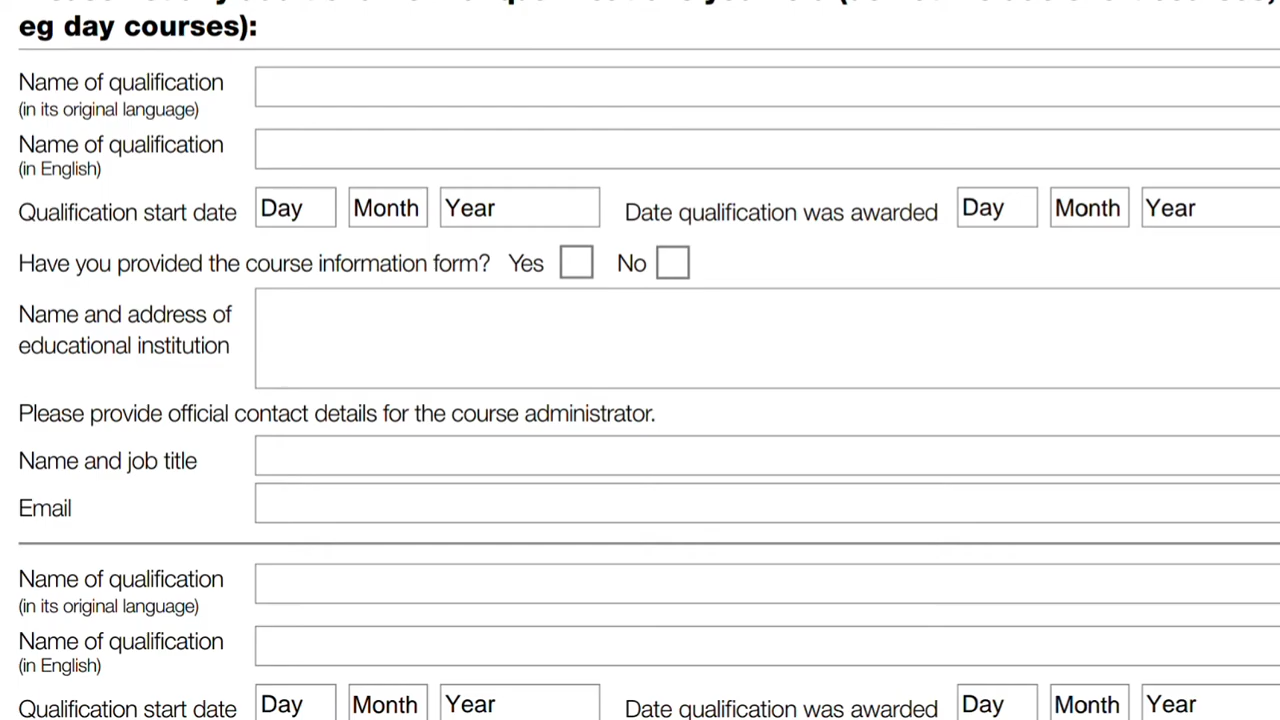 eg day courses):
Name of qualification
(in its original language)
Name of qualification
(in English)
Qualification start date Day Month Year Date qualification was awarded Day Month Year
Have you provided the course information form? Yes No
Name and address of
educational institution
Please provide official contact details for the course administrator.
Name and job title
Email
Name of qualification
(in its original language)
Name of qualification
(in English)
Qualification start date Day Month Year Date qualification was awarded Day Month Year